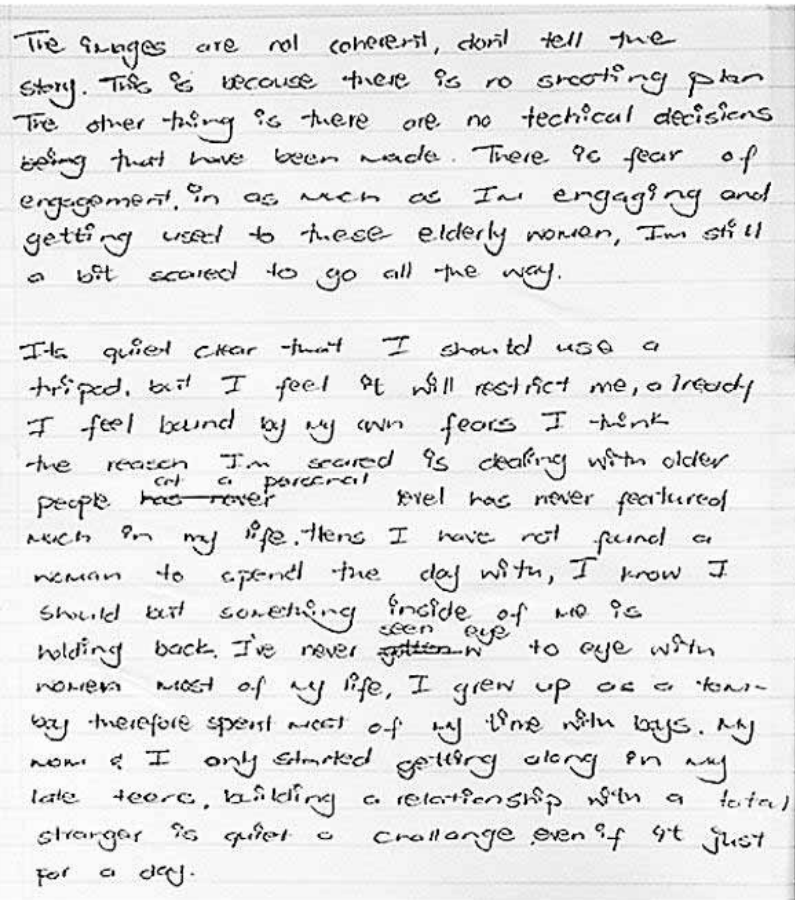 The images are not coherent, don't tell the
story. This is because there is no shooting plan
The other thing is there are no techical decisions
being that have been made. There is fear of
engagement, in as much as I'm engaging and
getting used to these elderly women, I'm still
a bit scared to go all the way.
Its quiet clear that I should use a
tripod, but I feel it will restrict me, already
I feel bound by my own fears I think
the reason I'm scared is dealing with older
on a personal
people has never level has never featured
much in my life. Hens I have not found a
woman to spend the day with, I know I
should but something inside of me is
seen eye
holding back. I've never gotten to eye with
women most of my life, I grew up as a tom-
boy therefore spent most of my time with boys. My
mom & I only started getting along in my
late teens, building a relationship with a total
stranger is quiet a challange even if it just
for a day.